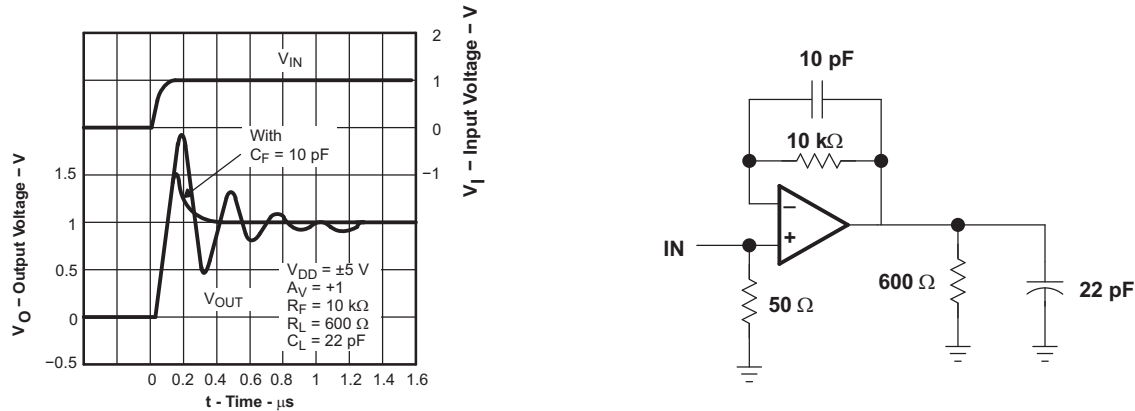 2
1
0
−1
V_I – Input Voltage – V
V_IN
With
C_F = 10 pF
1.5
1
0.5
0
−0.5
V_O – Output Voltage – V
V_OUT
V_DD = ±5 V
A_V = +1
R_F = 10 kΩ
R_L = 600 Ω
C_L = 22 pF
0 0.2 0.4 0.6 0.8 1 1.2 1.4 1.6
t - Time - μs
10 pF
10 kΩ
−
+
IN
50 Ω
600 Ω
22 pF